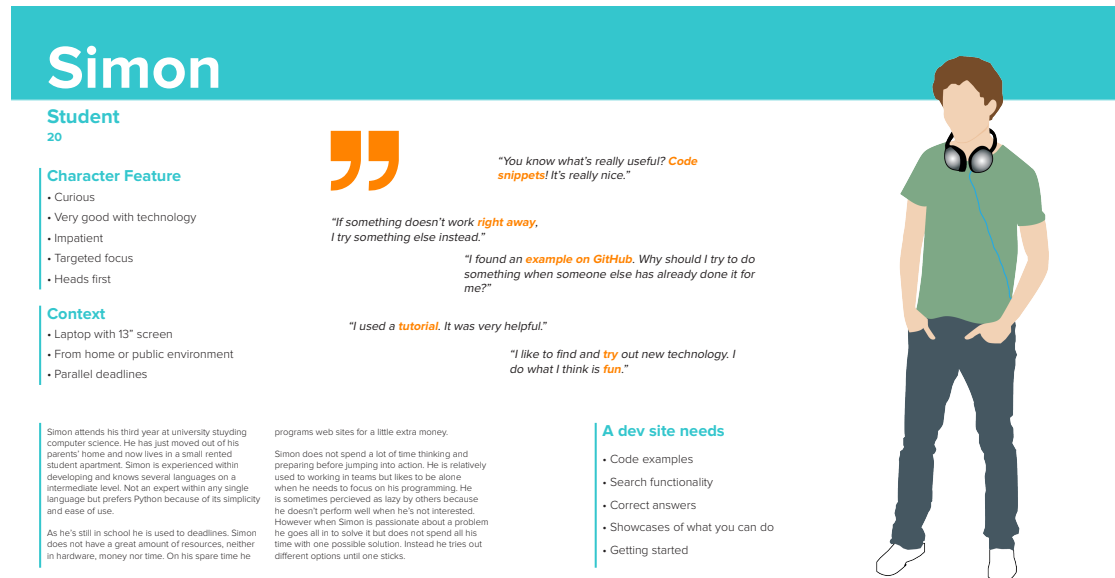 Simon
Student
20
Character Feature
• Curious
• Very good with technology
• Impatient
• Targeted focus
• Heads first
Context
• Laptop with 13” screen
• From home or public environment
• Parallel deadlines
“You know what’s really useful? Code
snippets! It’s really nice.”
“If something doesn’t work right away,
I try something else instead.”
“I found an example on GitHub. Why should I try to do
something when someone else has already done it for
me?”
“I used a tutorial. It was very helpful.”
“I like to find and try out new technology. I
do what I think is fun.”
Simon attends his third year at university stuyding
computer science. He has just moved out of his
parents’ home and now lives in a small rented
student apartment. Simon is experienced within
developing and knows several languages on a
intermediate level. Not an expert within any single
language but prefers Python because of its simplicity
and ease of use.
As he’s still in school he is used to deadlines. Simon
does not have a great amount of resources, neither
in hardware, money nor time. On his spare time he
programs web sites for a little extra money.
Simon does not spend a lot of time thinking and
preparing before jumping into action. He is relatively
used to working in teams but likes to be alone
when he needs to focus on his programming. He
is sometimes percieved as lazy by others because
he doesn’t perform well when he’s not interested.
However when Simon is passionate about a problem
he goes all in to solve it but does not spend all his
time with one possible solution. Instead he tries out
different options until one sticks.
A dev site needs
• Code examples
• Search functionality
• Correct answers
• Showcases of what you can do
• Getting started